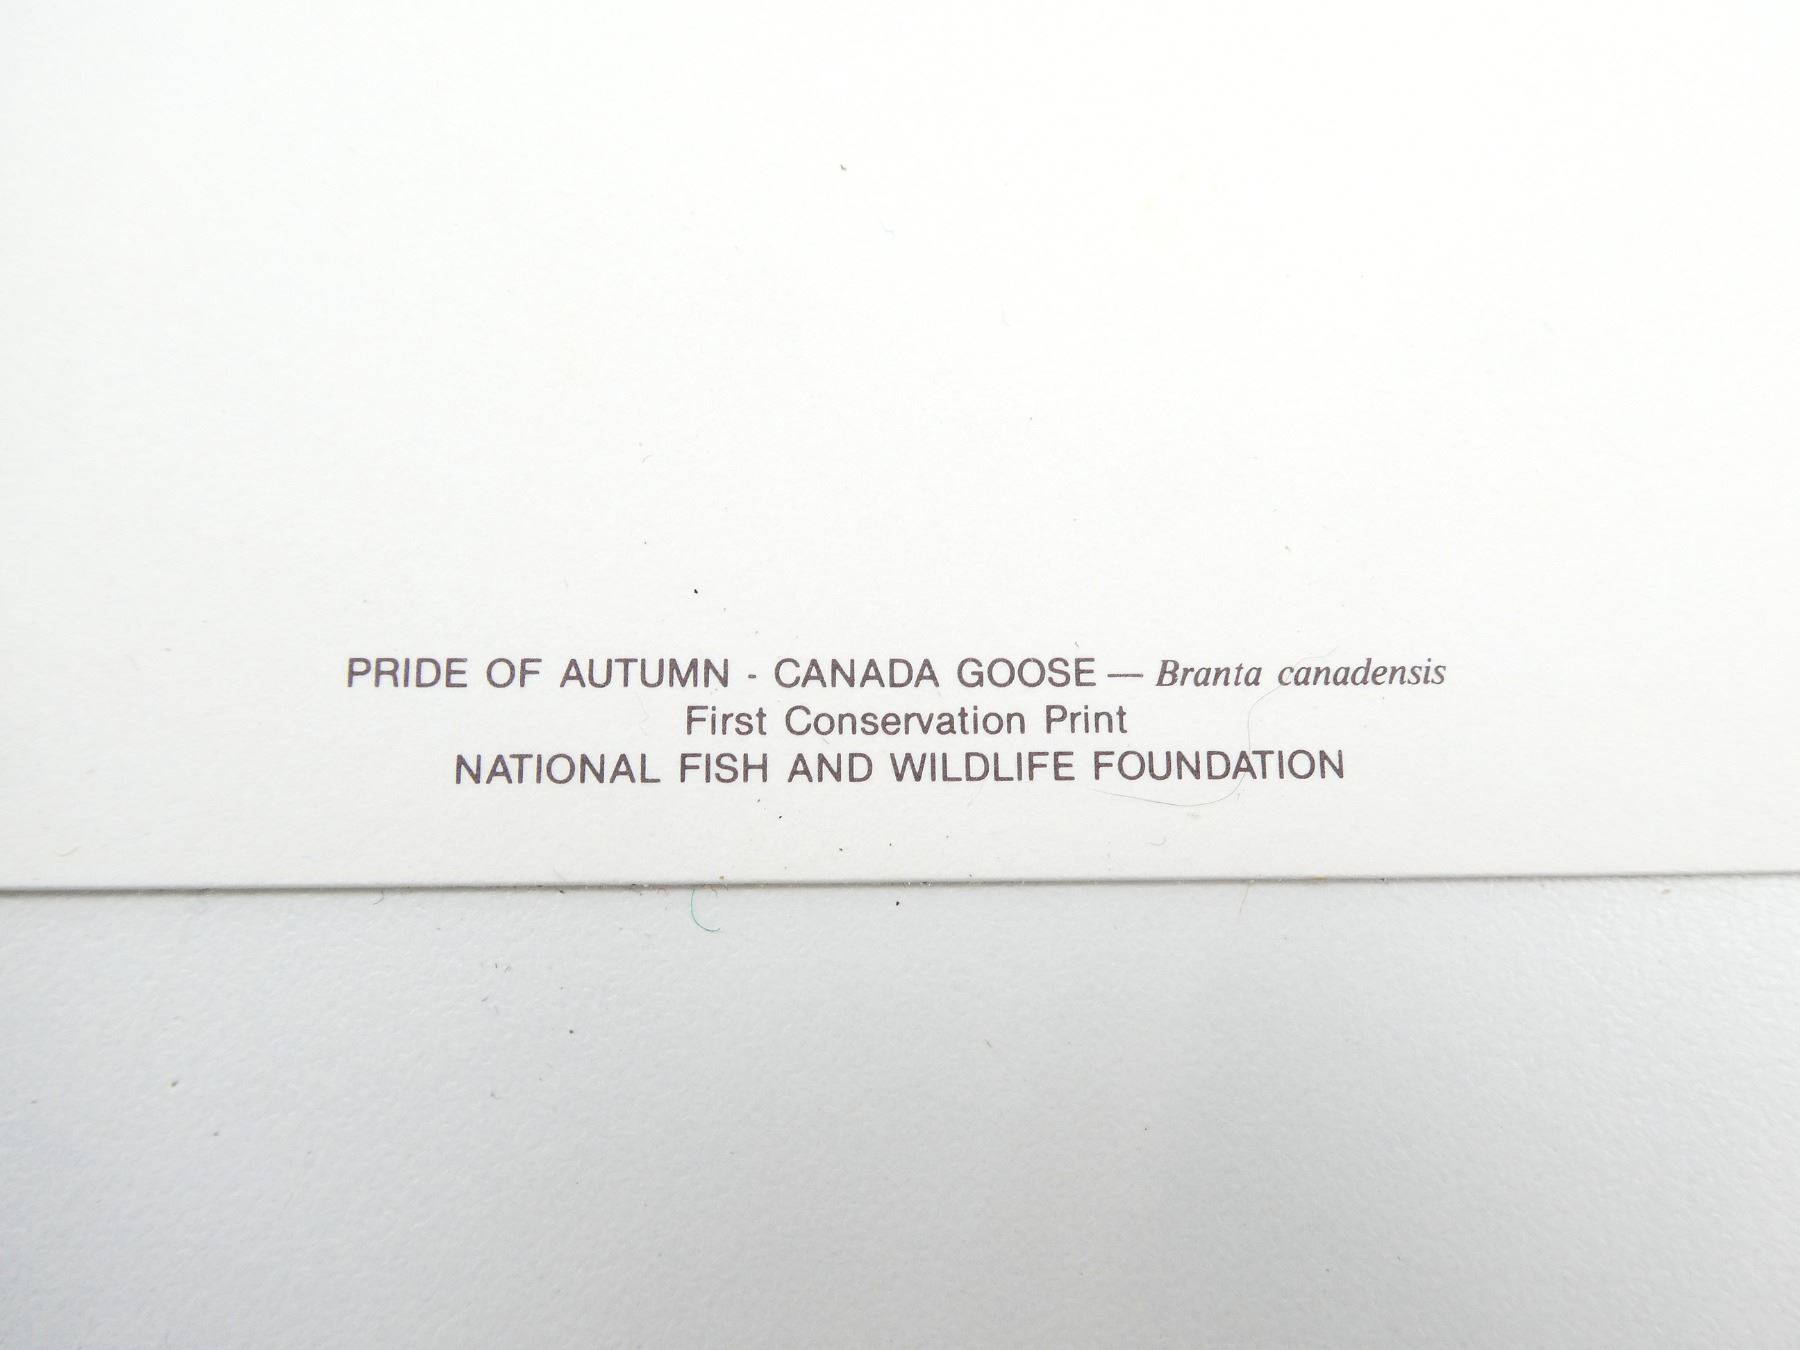 PRIDE OF AUTUMN - CANADA GOOSE — Branta canadensis
First Conservation Print
NATIONAL FISH AND WILDLIFE FOUNDATION